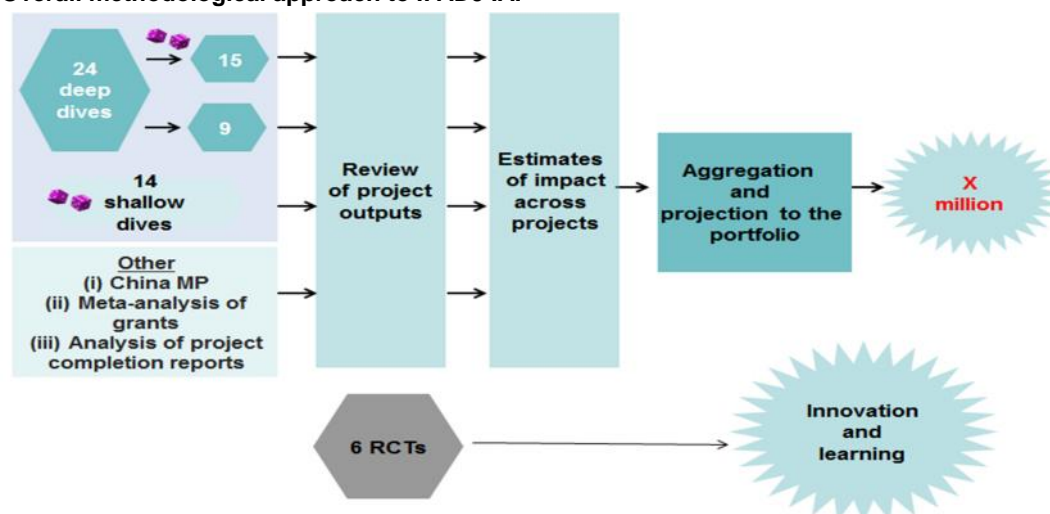 Overall methodological approach to
24
deep
dives
15
9
14
shallow
dives
Other
(i) China MP
(ii) Meta-analysis of
grants
(iii) Analysis of project
completion reports
Review
of project
outputs
Estimates
of impact
across
projects
Aggregation
and
projection to the
portfolio
X
million
6 RCTs
Innovation
and
learning